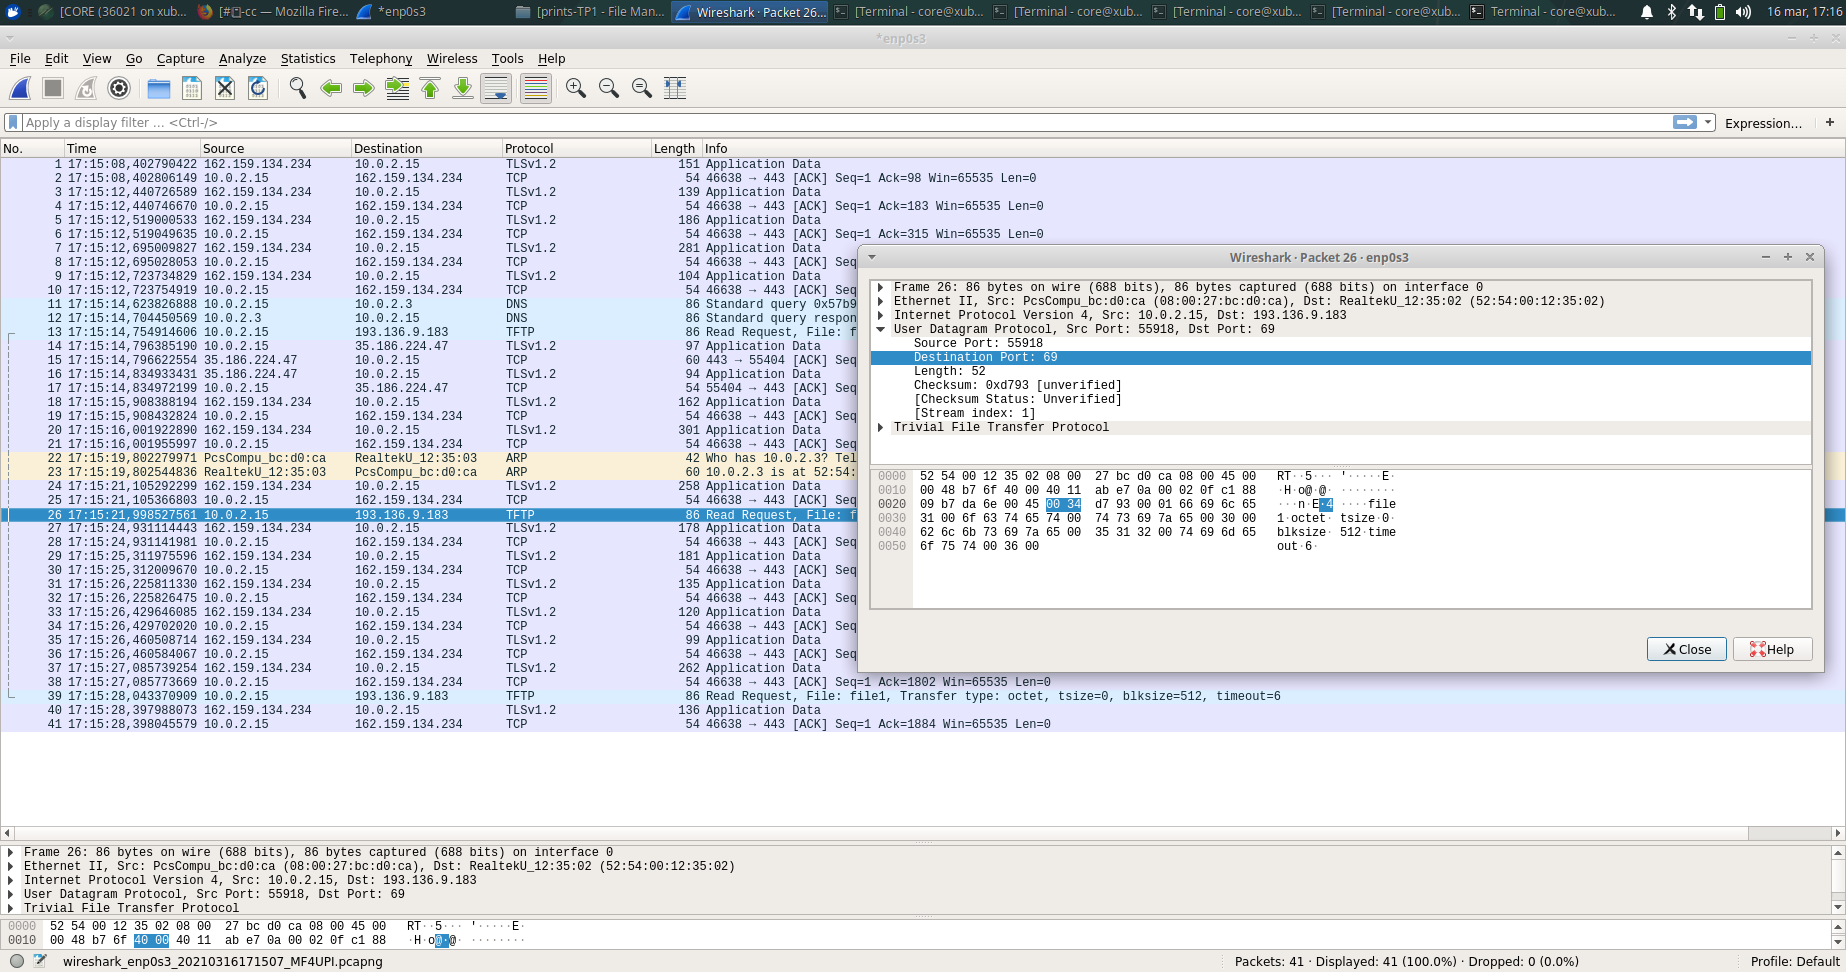 [CORE (36021 on xub...
-cc — Mozilla Fire...
*enp0s3
[prints-TP1 - File Man...
Wireshark · Packet 26...
[Terminal - core@xub...
[Terminal - core@xub...
[Terminal - core@xub...
[Terminal - core@xub...
Terminal - core@xub...
16 mar, 17:16
*enp0s3
File Edit View Go Capture Analyze Statistics Telephony Wireless Tools Help
Apply a display filter ... <Ctrl-/>
Expression... +
No. Time Source Destination Protocol Length Info
1 17:15:08,402790422 162.159.134.234 10.0.2.15 TLSv1.2 151 Application Data
2 17:15:08,402806149 10.0.2.15 162.159.134.234 TCP 54 46638 → 443 [ACK] Seq=1 Ack=98 Win=65535 Len=0
3 17:15:12,440726589 162.159.134.234 10.0.2.15 TLSv1.2 139 Application Data
4 17:15:12,440746670 10.0.2.15 162.159.134.234 TCP 54 46638 → 443 [ACK] Seq=1 Ack=183 Win=65535 Len=0
5 17:15:12,519000533 162.159.134.234 10.0.2.15 TLSv1.2 186 Application Data
6 17:15:12,519049635 10.0.2.15 162.159.134.234 TCP 54 46638 → 443 [ACK] Seq=1 Ack=315 Win=65535 Len=0
7 17:15:12,695009827 162.159.134.234 10.0.2.15 TLSv1.2 281 Application Data
8 17:15:12,695028053 10.0.2.15 162.159.134.234 TCP 54 46638 → 443 [ACK] Seq
9 17:15:12,723734829 162.159.134.234 10.0.2.15 TLSv1.2 104 Application Data
10 17:15:12,723754919 10.0.2.15 162.159.134.234 TCP 54 46638 → 443 [ACK] Seq
11 17:15:14,623826888 10.0.2.15 10.0.2.3 DNS 86 Standard query 0x57b9
12 17:15:14,704450569 10.0.2.3 10.0.2.15 DNS 86 Standard query respon
13 17:15:14,754914606 10.0.2.15 193.136.9.183 TFTP 86 Read Request, File: f
14 17:15:14,796385190 10.0.2.15 35.186.224.47 TLSv1.2 97 Application Data
15 17:15:14,796622554 35.186.224.47 10.0.2.15 TCP 60 443 → 55404 [ACK] Seq
16 17:15:14,834933431 35.186.224.47 10.0.2.15 TLSv1.2 94 Application Data
17 17:15:14,834972199 10.0.2.15 35.186.224.47 TCP 54 55404 → 443 [ACK] Seq
18 17:15:15,908388194 162.159.134.234 10.0.2.15 TLSv1.2 162 Application Data
19 17:15:15,908432824 10.0.2.15 162.159.134.234 TCP 54 46638 → 443 [ACK] Seq
20 17:15:16,001922890 162.159.134.234 10.0.2.15 TLSv1.2 301 Application Data
21 17:15:16,001955997 10.0.2.15 162.159.134.234 TCP 54 46638 → 443 [ACK] Seq
22 17:15:19,802279971 PcsCompu_bc:d0:ca RealtekU_12:35:03 ARP 42 Who has 10.0.2.3? Tel
23 17:15:19,802544836 RealtekU_12:35:03 PcsCompu_bc:d0:ca ARP 60 10.0.2.3 is at 52:54:
24 17:15:21,105292299 162.159.134.234 10.0.2.15 TLSv1.2 258 Application Data
25 17:15:21,105366803 10.0.2.15 162.159.134.234 TCP 54 46638 → 443 [ACK] Seq
26 17:15:21,998527561 10.0.2.15 193.136.9.183 TFTP 86 Read Request, File: f
27 17:15:24,931114443 162.159.134.234 10.0.2.15 TLSv1.2 178 Application Data
28 17:15:24,931141981 10.0.2.15 162.159.134.234 TCP 54 46638 → 443 [ACK] Seq
29 17:15:25,311975596 162.159.134.234 10.0.2.15 TLSv1.2 181 Application Data
30 17:15:25,312009670 10.0.2.15 162.159.134.234 TCP 54 46638 → 443 [ACK] Seq
31 17:15:26,225811330 162.159.134.234 10.0.2.15 TLSv1.2 135 Application Data
32 17:15:26,225826475 10.0.2.15 162.159.134.234 TCP 54 46638 → 443 [ACK] Seq
33 17:15:26,429646085 162.159.134.234 10.0.2.15 TLSv1.2 120 Application Data
34 17:15:26,429702020 10.0.2.15 162.159.134.234 TCP 54 46638 → 443 [ACK] Seq
35 17:15:26,460508714 162.159.134.234 10.0.2.15 TLSv1.2 99 Application Data
36 17:15:26,460584067 10.0.2.15 162.159.134.234 TCP 54 46638 → 443 [ACK] Seq
37 17:15:27,085739254 162.159.134.234 10.0.2.15 TLSv1.2 262 Application Data
38 17:15:27,085773669 10.0.2.15 162.159.134.234 TCP 54 46638 → 443 [ACK] Seq=1 Ack=1802 Win=65535 Len=0
39 17:15:28,043370909 10.0.2.15 193.136.9.183 TFTP 86 Read Request, File: file1, Transfer type: octet, tsize=0, blksize=512, timeout=6
40 17:15:28,397988073 162.159.134.234 10.0.2.15 TLSv1.2 136 Application Data
41 17:15:28,398045579 10.0.2.15 162.159.134.234 TCP 54 46638 → 443 [ACK] Seq=1 Ack=1884 Win=65535 Len=0
Wireshark · Packet 26 · enp0s3
Frame 26: 86 bytes on wire (688 bits), 86 bytes captured (688 bits) on interface 0
Ethernet II, Src: PcsCompu_bc:d0:ca (08:00:27:bc:d0:ca), Dst: RealtekU_12:35:02 (52:54:00:12:35:02)
Internet Protocol Version 4, Src: 10.0.2.15, Dst: 193.136.9.183
User Datagram Protocol, Src Port: 55918, Dst Port: 69
Source Port: 55918
Destination Port: 69
Length: 52
Checksum: 0xd793 [unverified]
[Checksum Status: Unverified]
[Stream index: 1]
Trivial File Transfer Protocol
0000 52 54 00 12 35 02 08 00 27 bc d0 ca 08 00 45 00 RT··5···'·····E·
0010 00 48 b7 6f 40 00 40 11 ab e7 0a 00 02 0f c1 88 ·H·o@·@·········
0020 09 b7 da 6e 00 45 00 34 d7 93 00 01 66 69 6c 65 ···n·E·4····file
0030 31 00 6f 63 74 65 74 00 74 73 69 7a 65 00 30 00 1·octet·tsize·0·
0040 62 6c 6b 73 69 7a 65 00 35 31 32 00 74 69 6d 65 blksize·512·time
0050 6f 75 74 00 36 00 out·6·
Close
Help
Frame 26: 86 bytes on wire (688 bits), 86 bytes captured (688 bits) on interface 0
Ethernet II, Src: PcsCompu_bc:d0:ca (08:00:27:bc:d0:ca), Dst: RealtekU_12:35:02 (52:54:00:12:35:02)
Internet Protocol Version 4, Src: 10.0.2.15, Dst: 193.136.9.183
User Datagram Protocol, Src Port: 55918, Dst Port: 69
Trivial File Transfer Protocol
0000 52 54 00 12 35 02 08 00 27 bc d0 ca 08 00 45 00 RT··5···'·····E·
0010 00 48 b7 6f 40 00 40 11 ab e7 0a 00 02 0f c1 88 ·H·o@·@·········
wireshark_enp0s3_20210316171507_MF4UPI.pcapng
Packets: 41 · Displayed: 41 (100.0%) · Dropped: 0 (0.0%)
Profile: Default